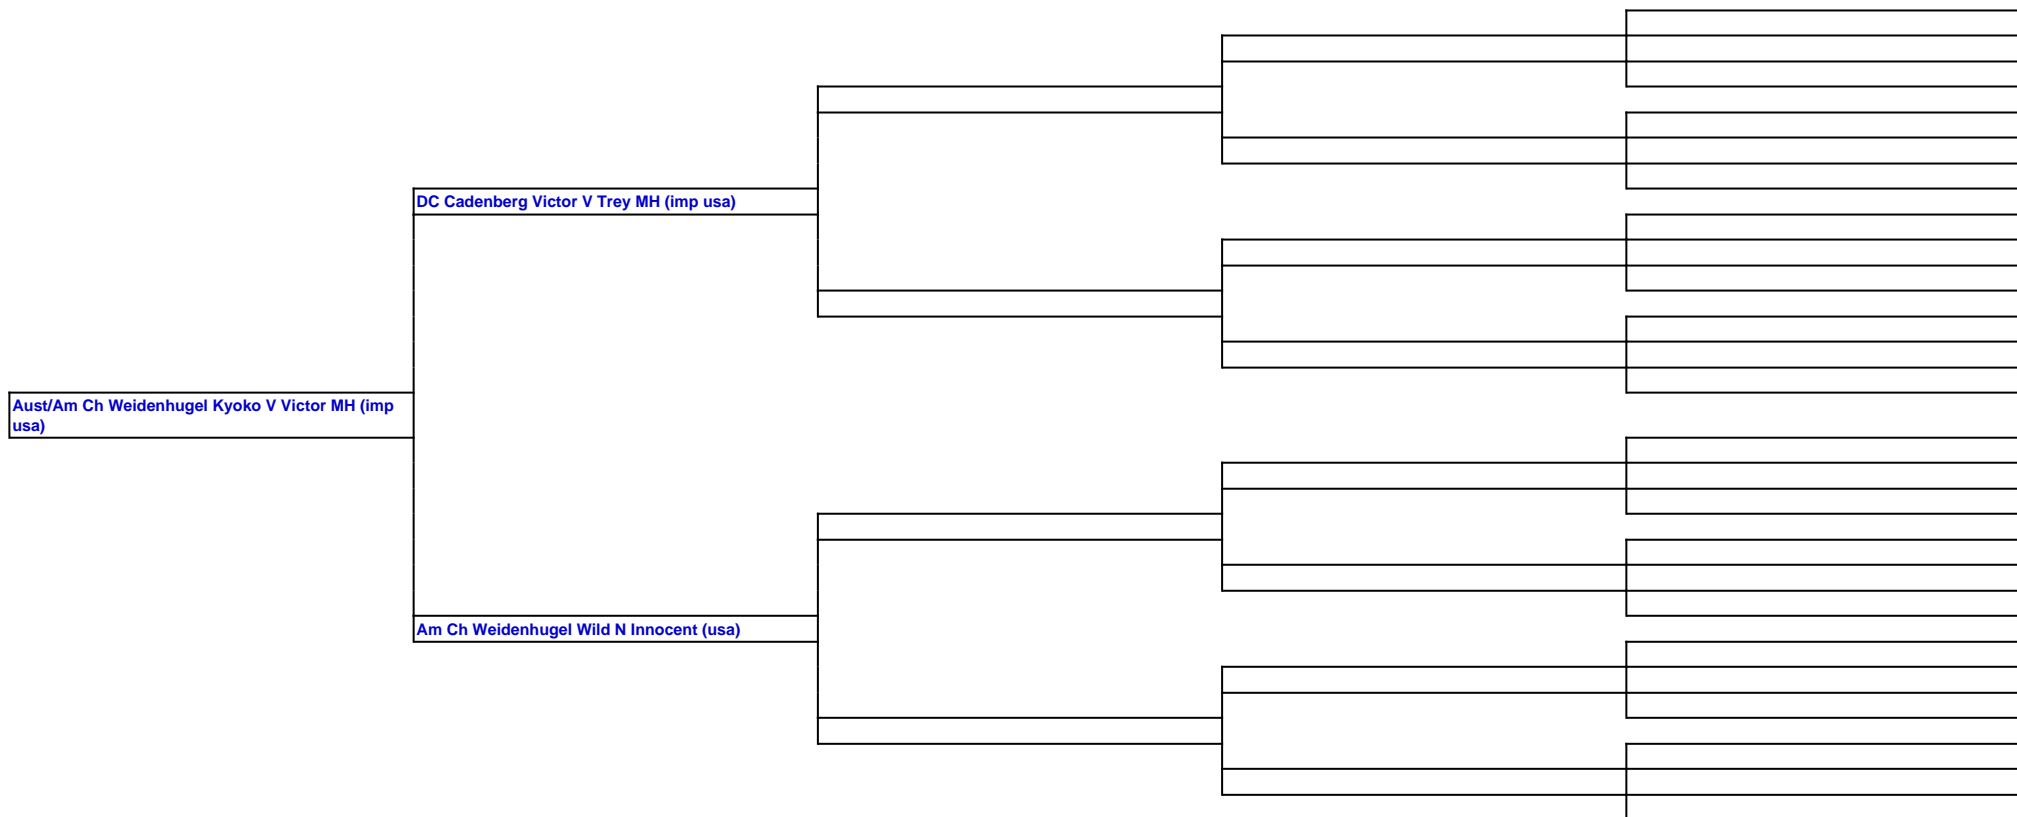 DC Cadenberg Victor V Trey MH (imp usa)
Aust/Am Ch Weidenhugel Kyoko V Victor MH (imp
usa)
Am Ch Weidenhugel Wild N Innocent (usa)